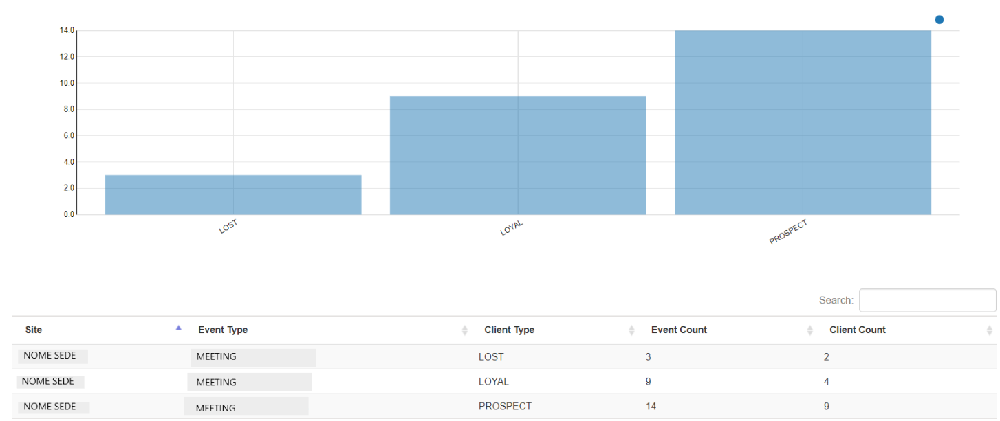 14.0
12.0
10.0
8.0
6.0
4.0
2.0
0.0
LOST LOYAL PROSPECT
Search:
Site Event Type Client Type Event Count Client Count
NOME SEDE MEETING LOST 3 2
NOME SEDE MEETING LOYAL 9 4
NOME SEDE MEETING PROSPECT 14 9